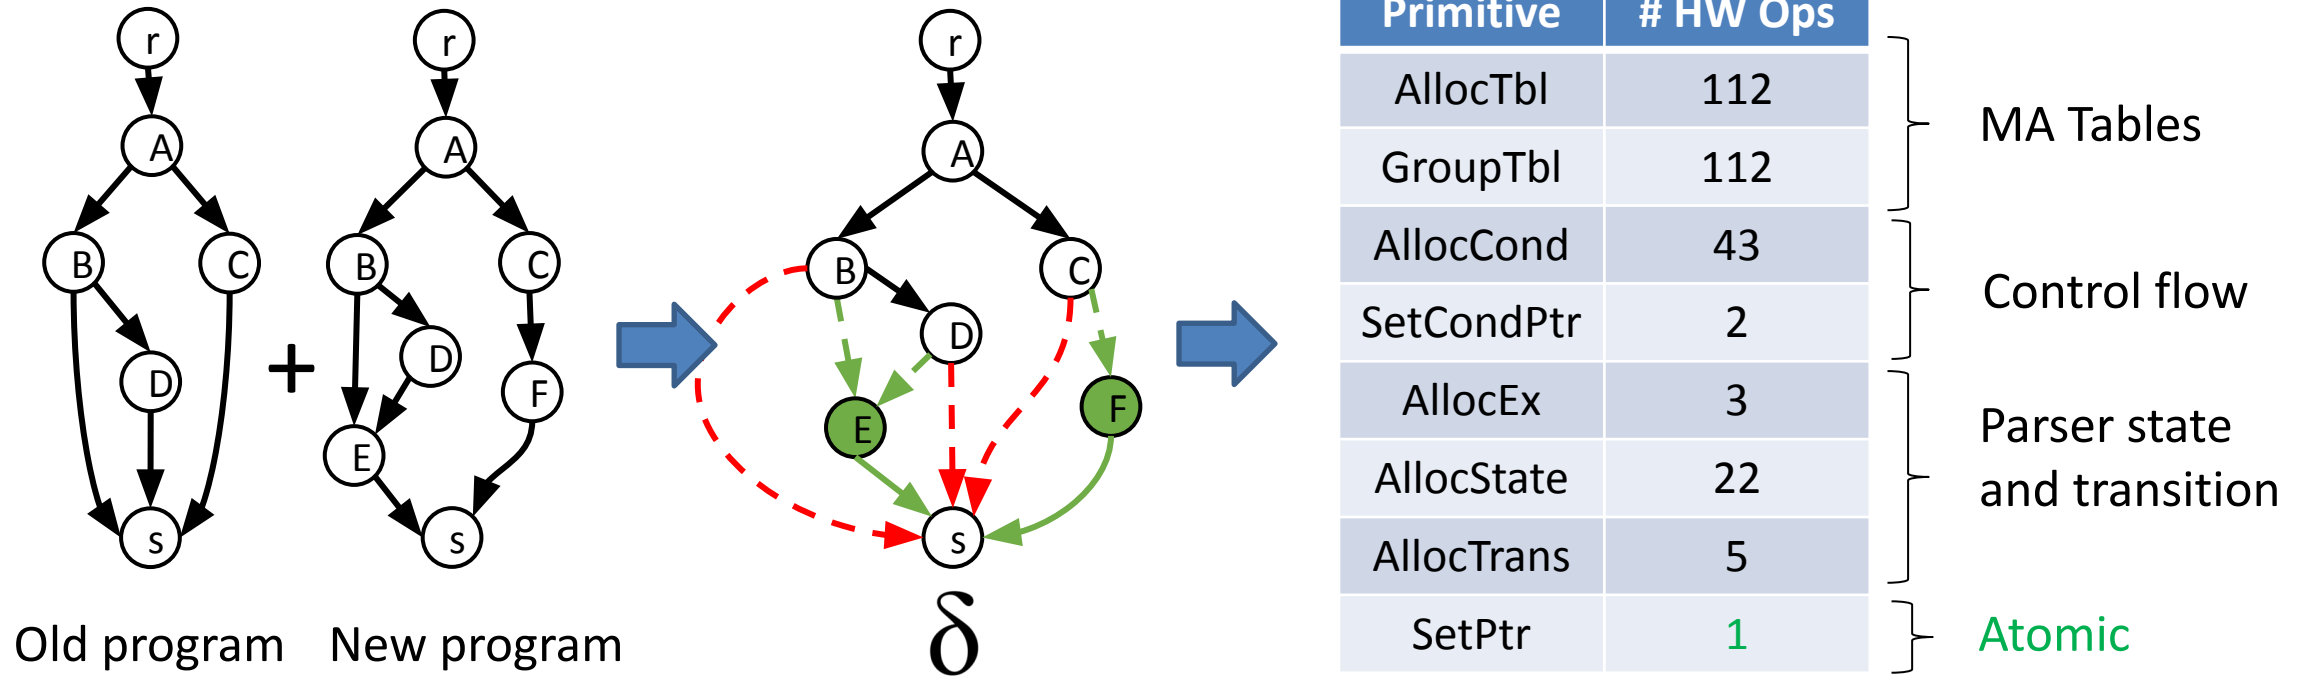 r
A
B
C
D
s
Old program
+
r
A
B
C
D
F
E
s
New program
r
A
B
C
D
E
F
s
δ
Primitive # HW Ops
AllocTbl 112
GroupTbl 112
AllocCond 43
SetCondPtr 2
AllocEx 3
AllocState 22
AllocTrans 5
SetPtr 1
MA Tables
Control flow
Parser state
and transition
Atomic